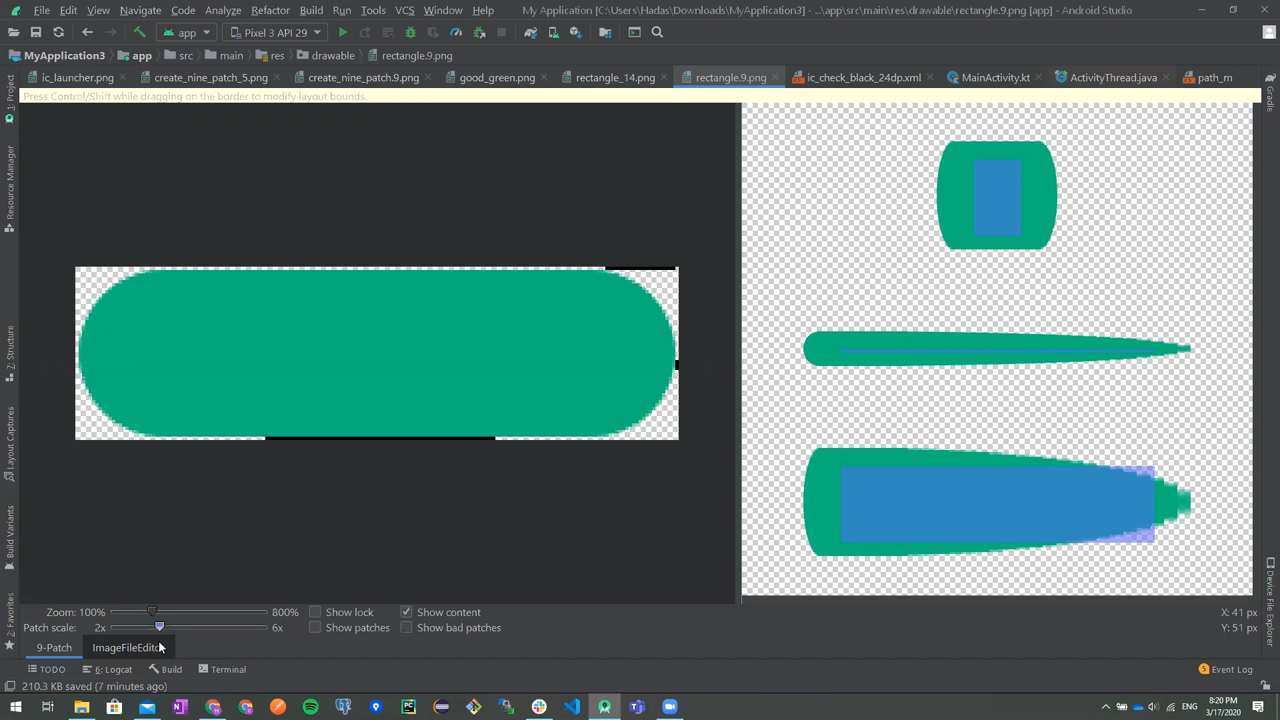 File Edit View Navigate Code Analyze Refactor Build Run Tools VCS Window Help My Application [C:\Users\Hadas\Downloads\MyApplication3] - ...\app\src\main\res\drawable\rectangle.9.png [app] - Android Studio
app Pixel 3 API 29
MyApplication3 app src main res drawable rectangle.9.png
ic_launcher.png create_nine_patch_5.png create_nine_patch.9.png good_green.png rectangle_14.png rectangle.9.png ic_check_black_24dp.xml MainActivity.kt ActivityThread.java path_m
Press Control/Shift while dragging on the border to modify layout bounds.
1: Project
Resource Manager
Z: Structure
Layout Captures
Build Variants
2: Favorites
Gradle
Device File Explorer
Zoom: 100% 800% Show lock Show content X: 41 px
Patch scale: 2x 6x Show patches Show bad patches Y: 51 px
9-Patch ImageFileEdito
TODO 6: Logcat Build Terminal Event Log
210.3 KB saved (7 minutes ago)
ENG 8:20 PM
3/17/2020